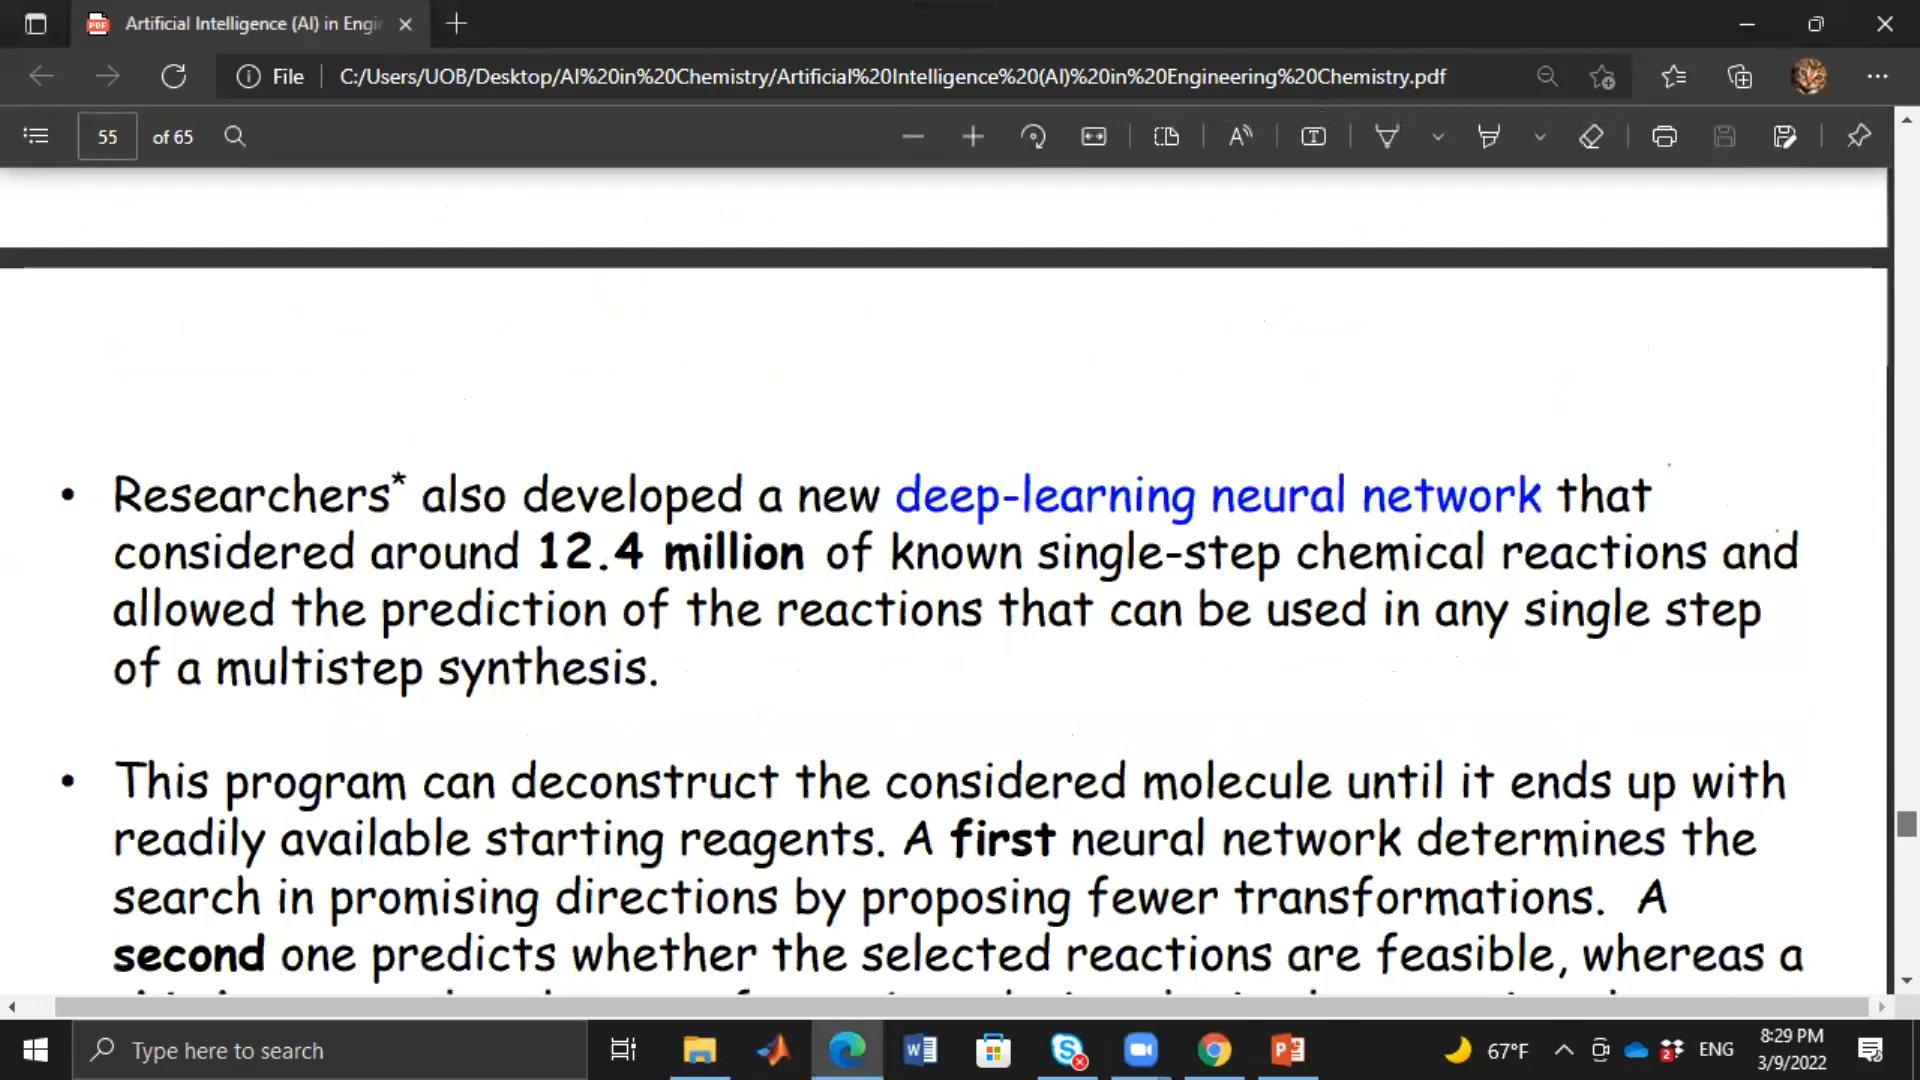 Artificial Intelligence (AI) in Engin
File
C:/Users/UOB/Desktop/AI%20in%20Chemistry/Artificial%20Intelligence%20(AI)%20in%20Engineering%20Chemistry.pdf
55 of 65
• Researchers* also developed a new deep-learning neural network that
considered around 12.4 million of known single-step chemical reactions and
allowed the prediction of the reactions that can be used in any single step
of a multistep synthesis.
• This program can deconstruct the considered molecule until it ends up with
readily available starting reagents. A first neural network determines the
search in promising directions by proposing fewer transformations. A
second one predicts whether the selected reactions are feasible, whereas a
Type here to search
67°F
ENG
8:29 PM
3/9/2022